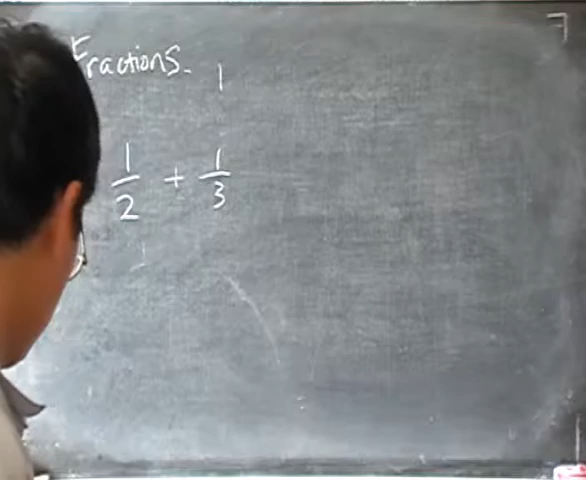 Fractions.
1/2 + 1/3